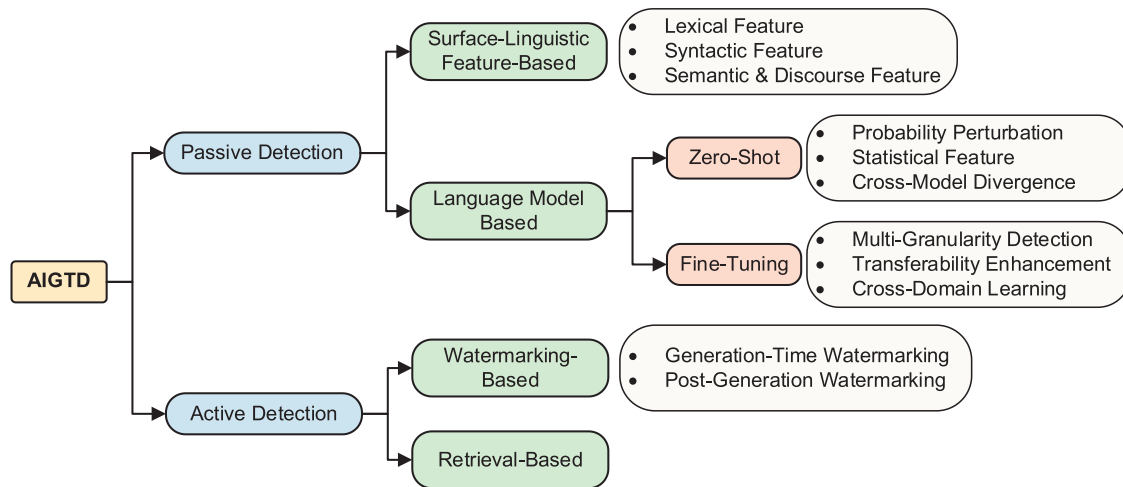 AIGTD
Passive Detection
Surface-Linguistic
Feature-Based
• Lexical Feature
• Syntactic Feature
• Semantic & Discourse Feature
Language Model
Based
Zero-Shot
• Probability Perturbation
• Statistical Feature
• Cross-Model Divergence
Fine-Tuning
• Multi-Granularity Detection
• Transferability Enhancement
• Cross-Domain Learning
Active Detection
Watermarking-
Based
• Generation-Time Watermarking
• Post-Generation Watermarking
Retrieval-Based